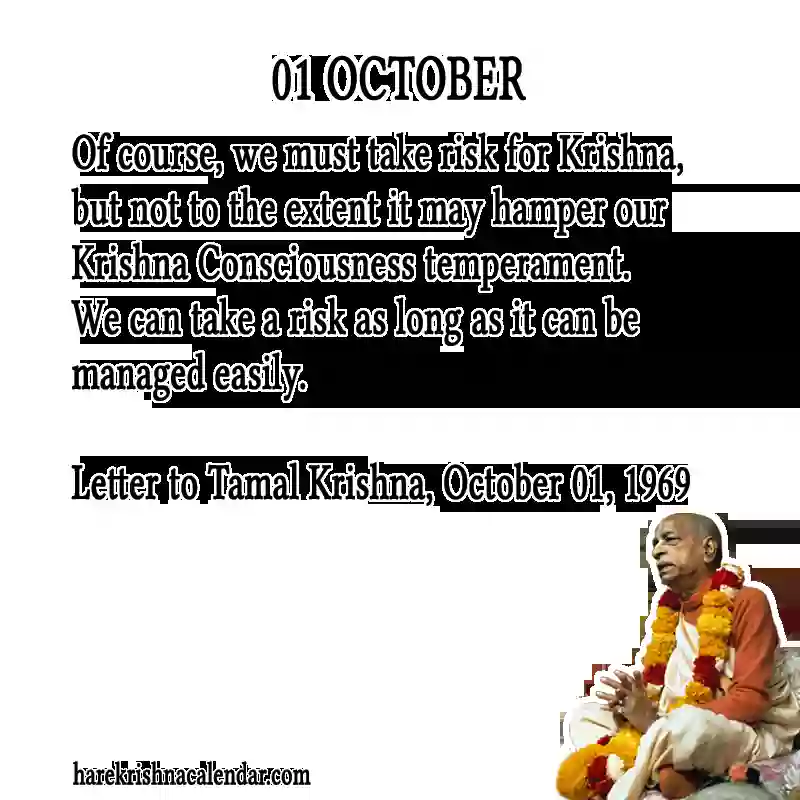 01 OCTOBER
Of course, we must take risk for Krishna,
but not to the extent it may hamper our
Krishna Consciousness temperament.
We can take a risk as long as it can be
managed easily.
Letter to Tamal Krishna, October 01, 1969
harekrishnacalendar.com